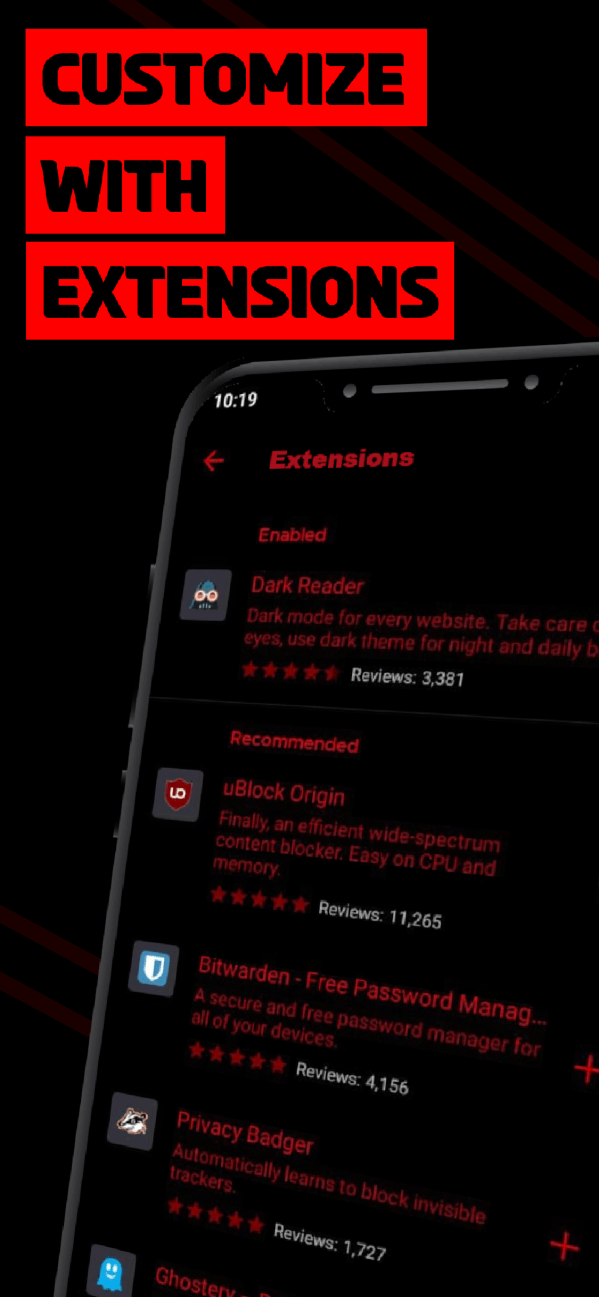 CUSTOMIZE
WITH
EXTENSIONS
10:19
Extensions
Enabled
Dark Reader
Dark mode for every website. Take care
eyes, use dark theme for night and daily
Reviews: 3,381
Recommended
uBlock Origin
Finally, an efficient wide-spectrum
content blocker. Easy on CPU and
memory.
Reviews: 11,265
Bitwarden - Free Password Manag...
A secure and free password manager for
all of your devices.
Reviews: 4,156
Privacy Badger
Automatically learns to block invisible
trackers.
Reviews: 1,727
Ghostery –